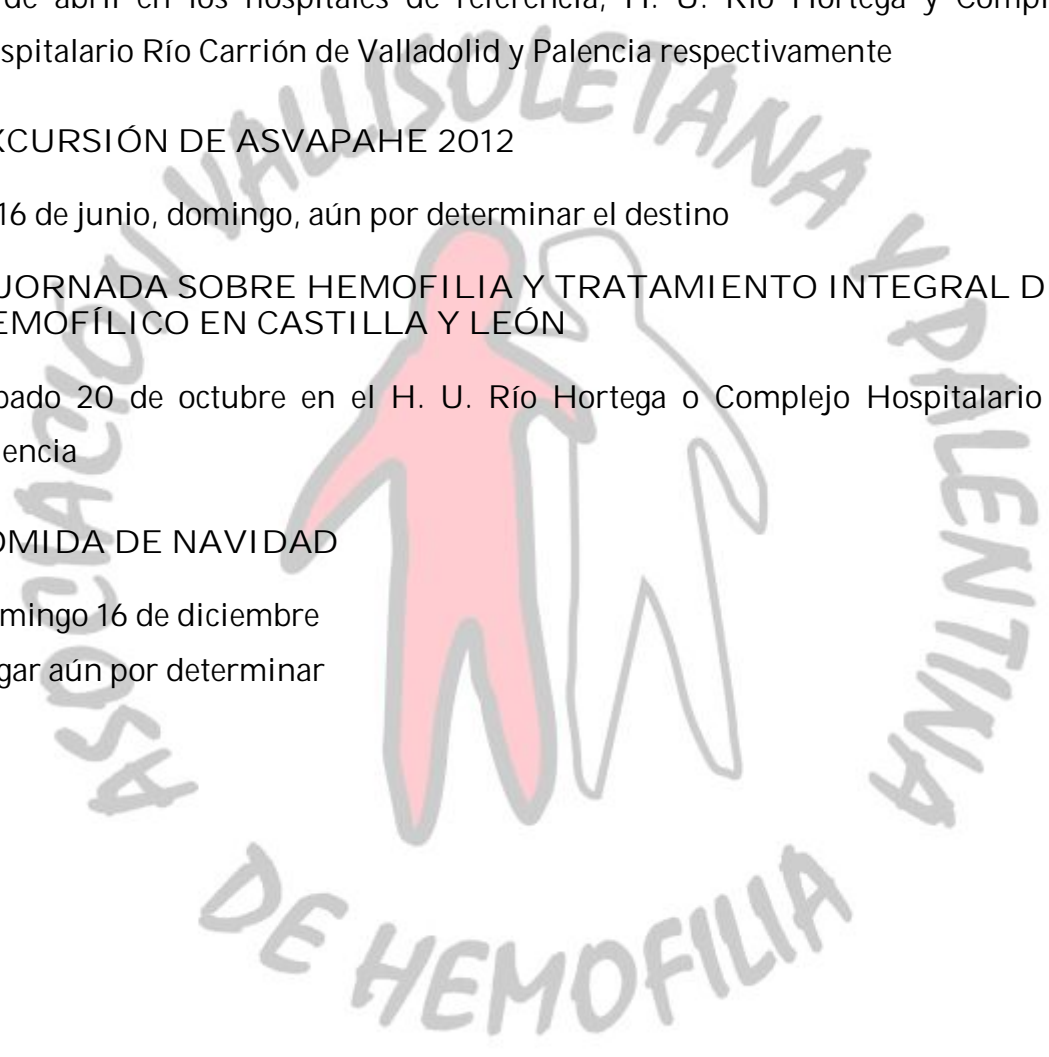 de abril en los hospitales de referencia, H. U. Río Hortega y
spitalario Río Carrión de Valladolid y Palencia respectivamente
XCURSIÓN DE ASVAPAHE 2012
16 de junio, domingo, aún por determinar el destino
JORNADA SOBRE HEMOFILIA Y TRATAMIENTO INTEGRAL D
EMOFÍLICO EN CASTILLA Y LEÓN
bado 20 de octubre en el H. U. Río Hortega o Complejo Hospitalario
encia
OMIDA DE NAVIDAD
mingo 16 de diciembre
gar aún por determinar
ASOCIACIÓN VALLISOLETANA Y PALENTINA
DE HEMOFILIA